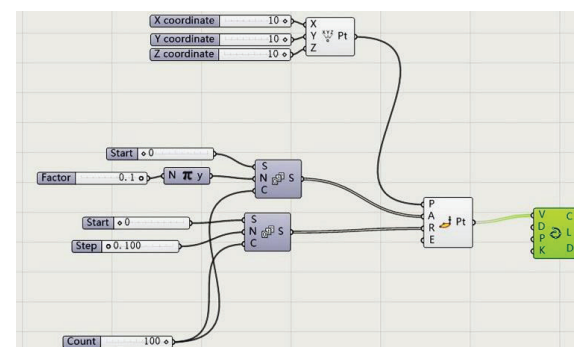 X coordinate 10
Y coordinate 10
Z coordinate 10
X
Y XYZ Pt
Z
Start 0
Factor 0.1
N π y
S
N S
C
Start 0
Step 0.100
S
N S
C
P
A
R Pt
E
V C
D
P L
K D
Count 100